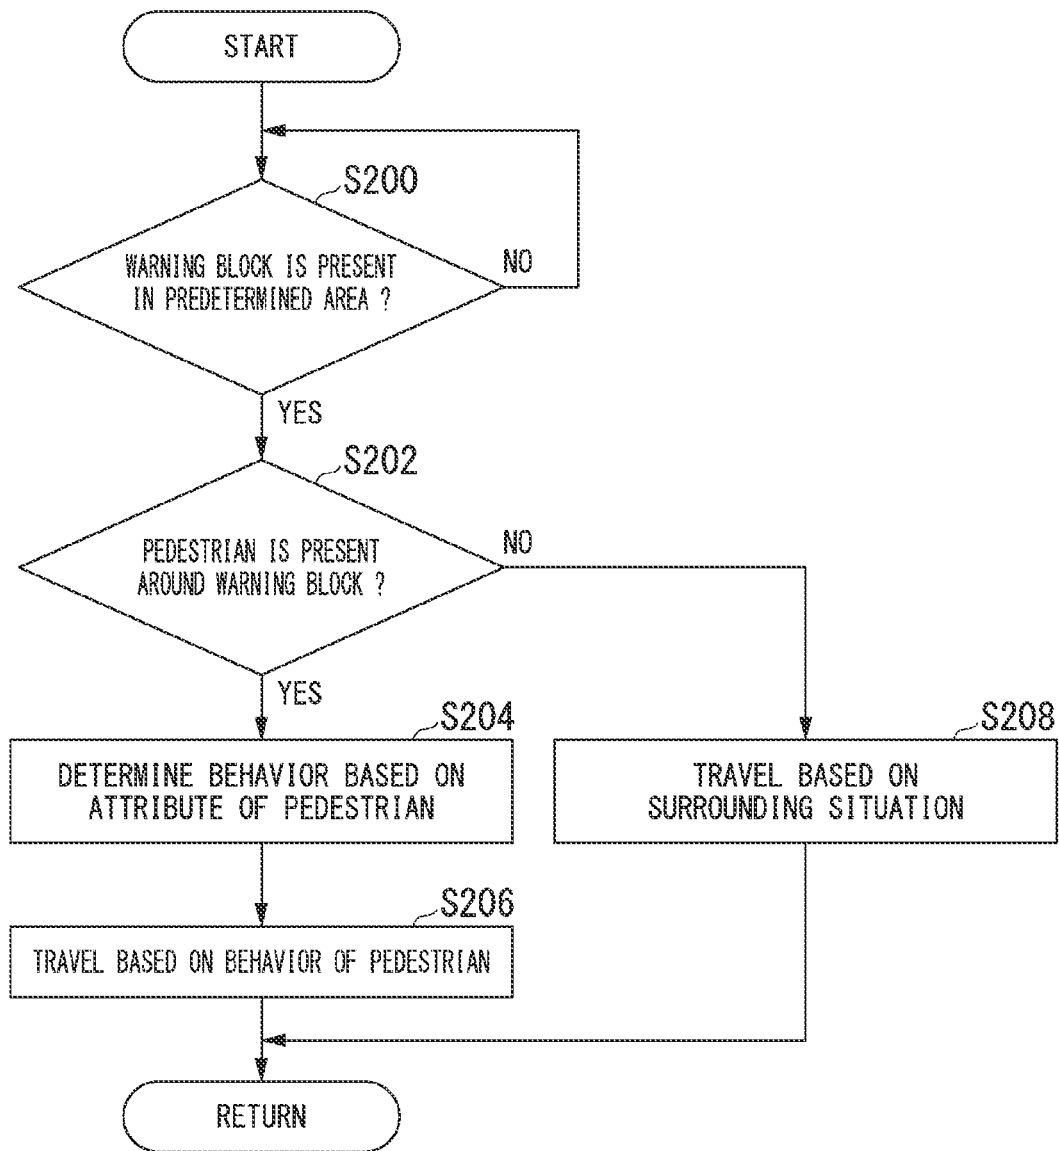 START
S200
WARNING BLOCK IS PRESENT
IN PREDETERMINED AREA ?
NO
YES
S202
PEDESTRIAN IS PRESENT
AROUND WARNING BLOCK ?
NO
YES
S204
DETERMINE BEHAVIOR BASED ON
ATTRIBUTE OF PEDESTRIAN
S208
TRAVEL BASED ON
SURROUNDING SITUATION
S206
TRAVEL BASED ON BEHAVIOR OF PEDESTRIAN
RETURN